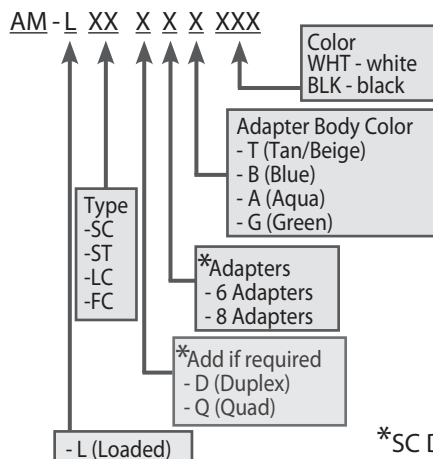 AM-L XX X X X XXX
Color
WHT - white
BLK - black
Adapter Body Color
- T (Tan/Beige)
- B (Blue)
- A (Aqua)
- G (Green)
Type
-SC
-ST
-LC
-FC
*Adapters
- 6 Adapters
- 8 Adapters
*Add if required
- D (Duplex)
- Q (Quad)
- L (Loaded)
*SC